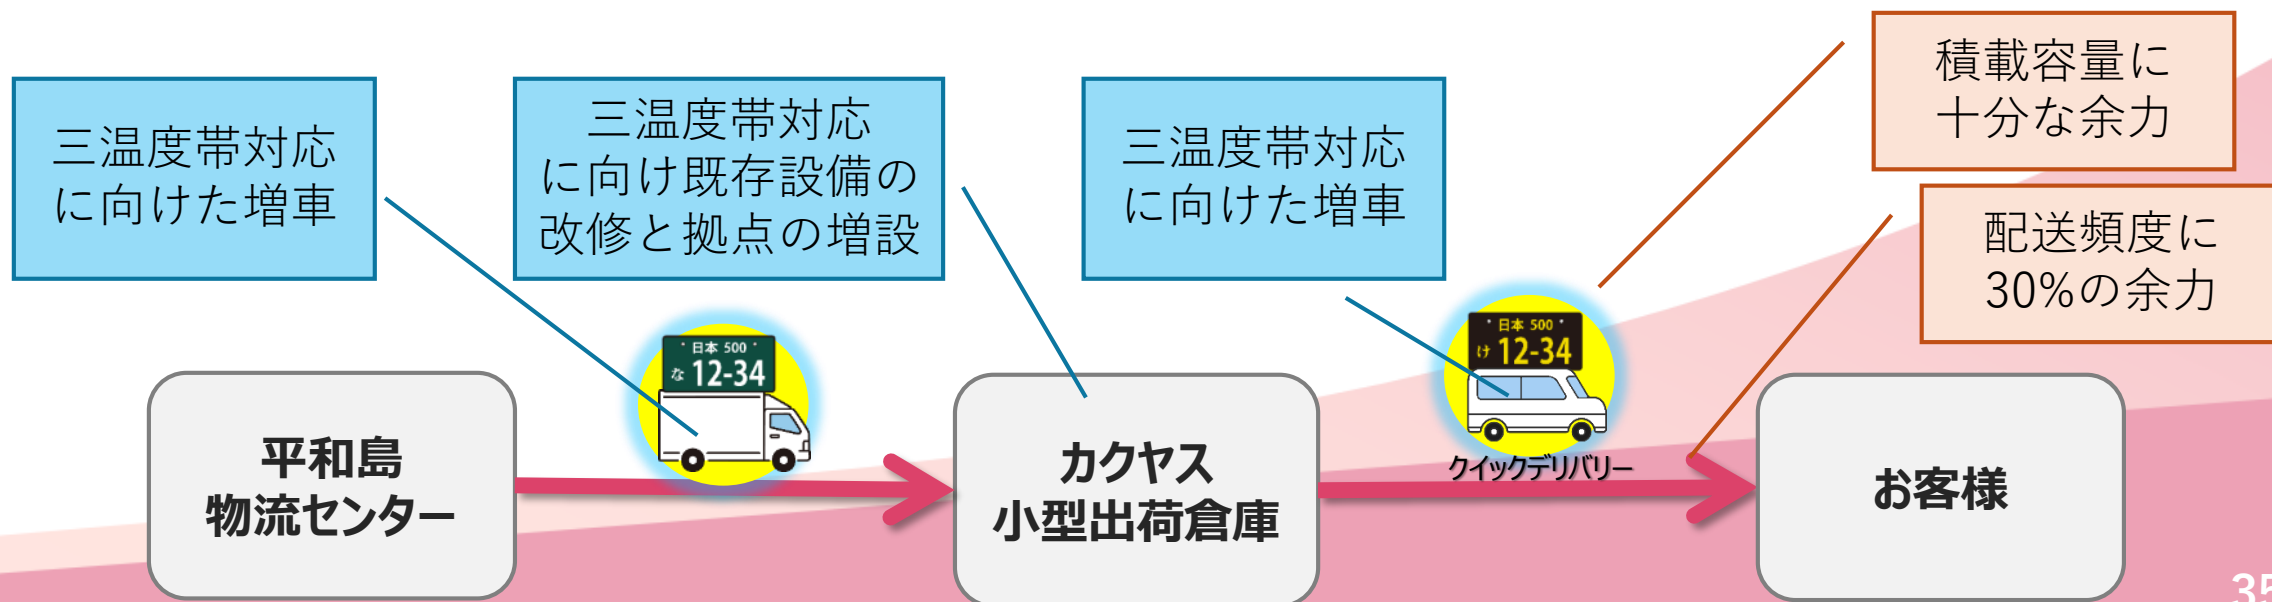 三温度帯対応
に向けた増車
三温度帯対応
に向け既存設備の
改修と拠点の増設
三温度帯対応
に向けた増車
積載容量に
十分な余力
配送頻度に
30%の余力
日本 500
な 12-34
日本 500
け 12-34
クイックデリバリー
平和島
物流センター
カクヤス
小型出荷倉庫
お客様
35